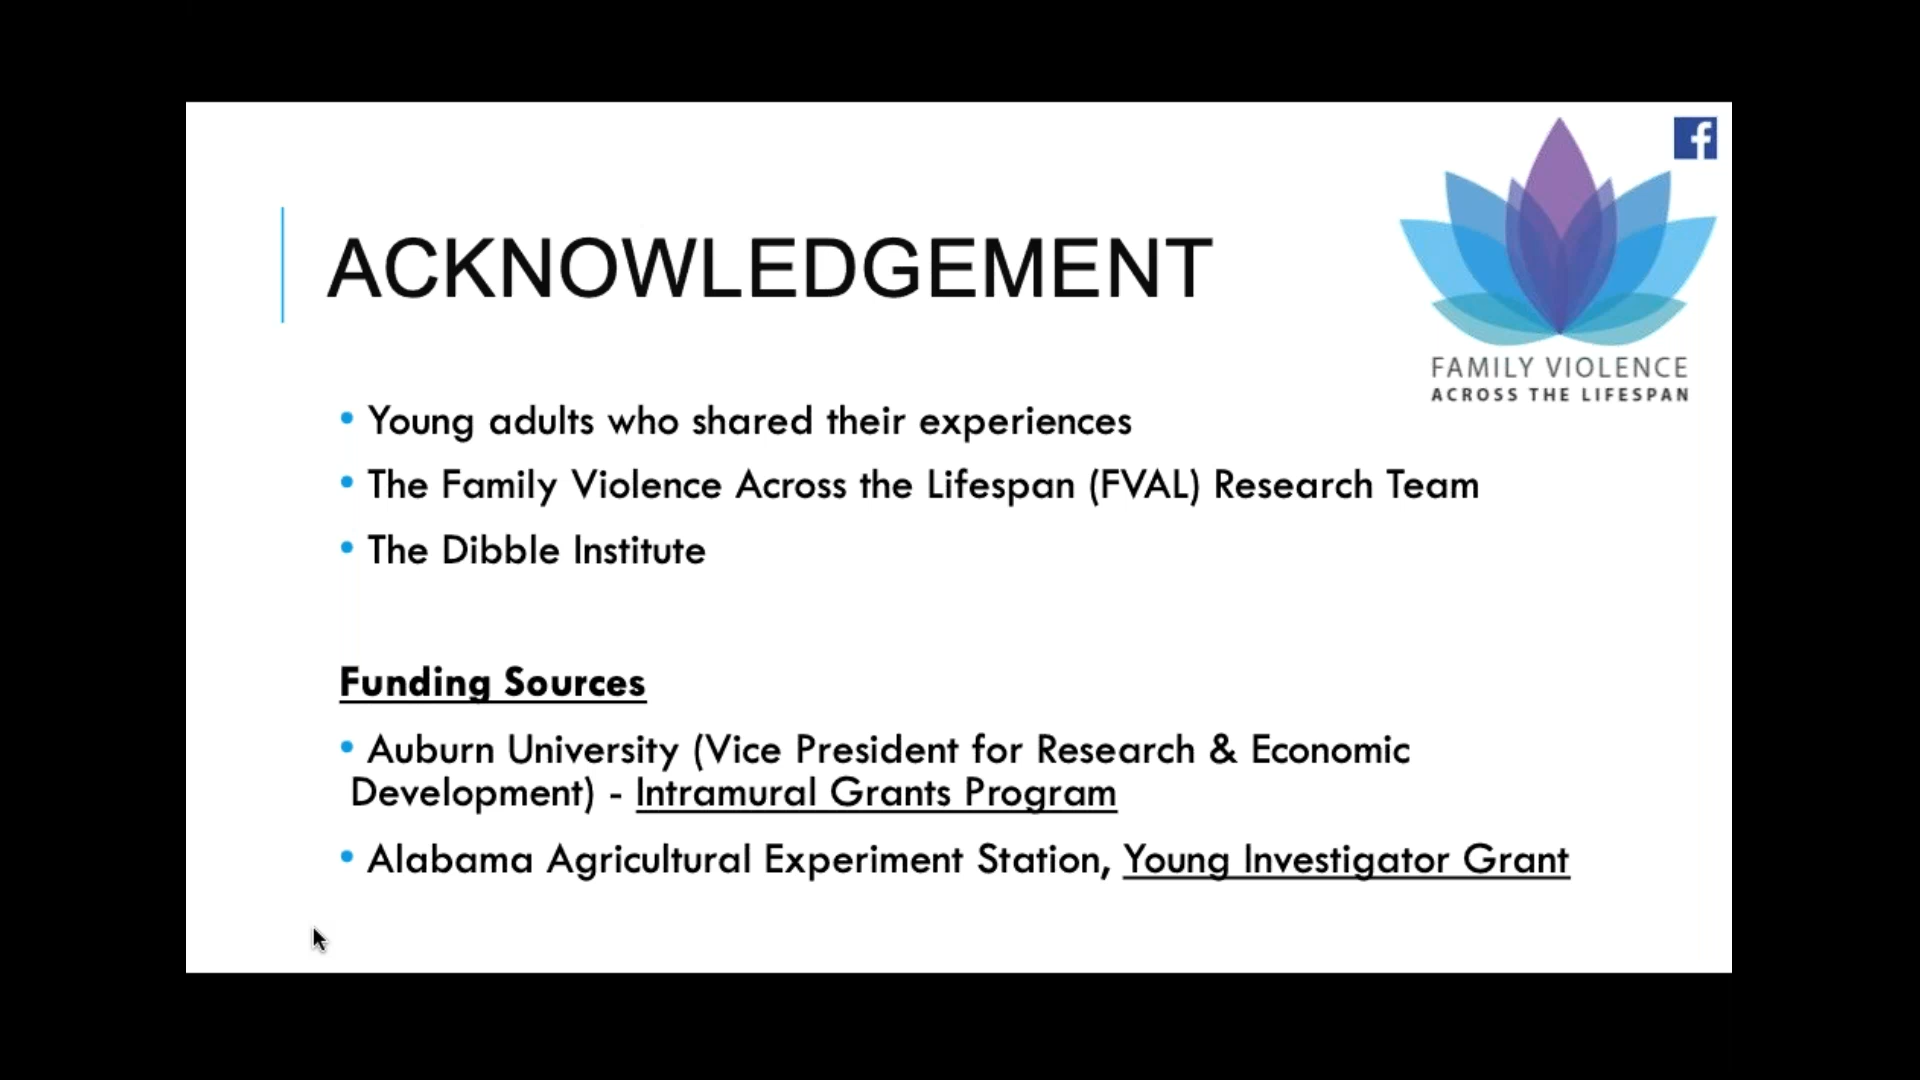 ACKNOWLEDGEMENT
FAMILY VIOLENCE
ACROSS THE LIFESPAN
• Young adults who shared their experiences
• The Family Violence Across the Lifespan (FVAL) Research Team
• The Dibble Institute
Funding Sources
• Auburn University (Vice President for Research & Economic
Development) - Intramural Grants Program
• Alabama Agricultural Experiment Station, Young Investigator Grant